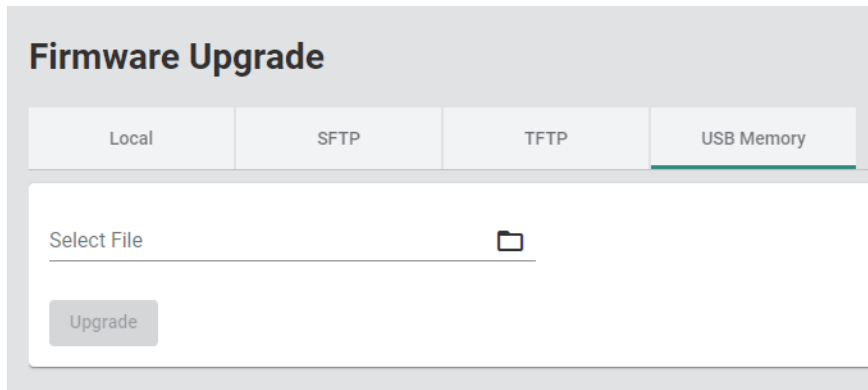 Firmware Upgrade
Local SFTP TFTP USB Memory
Select File
Upgrade